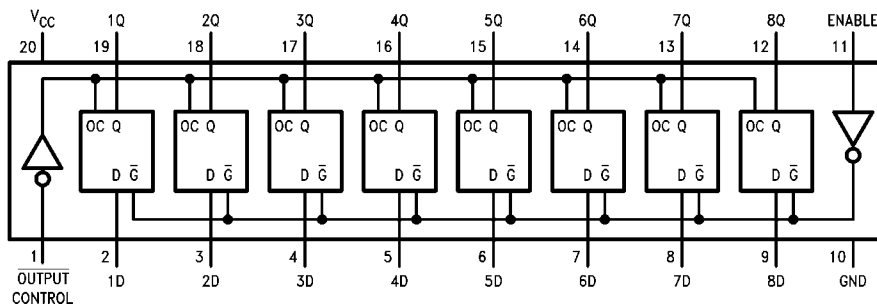 VCC 1Q 2Q 3Q 4Q 5Q 6Q 7Q 8Q ENABLE
20 19 18 17 16 15 14 13 12 11
OC Q OC Q OC Q OC Q OC Q OC Q OC Q OC Q
D G̅ D G̅ D G̅ D G̅ D G̅ D G̅ D G̅ D G̅
1 2 3 4 5 6 7 8 9 10
OUTPUT 1D 2D 3D 4D 5D 6D 7D 8D GND
CONTROL